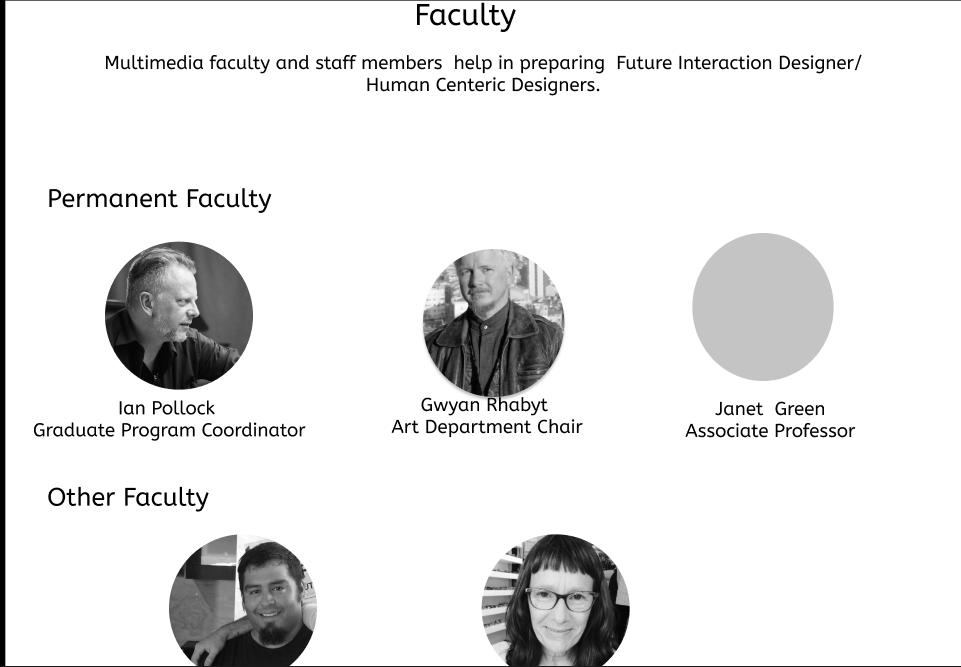 Faculty
Multimedia faculty and staff members help in preparing Future Interaction Designer/
Human Centeric Designers.
Permanent Faculty
Ian Pollock
Graduate Program Coordinator
Gwyan Rhabyt
Art Department Chair
Janet Green
Associate Professor
Other Faculty